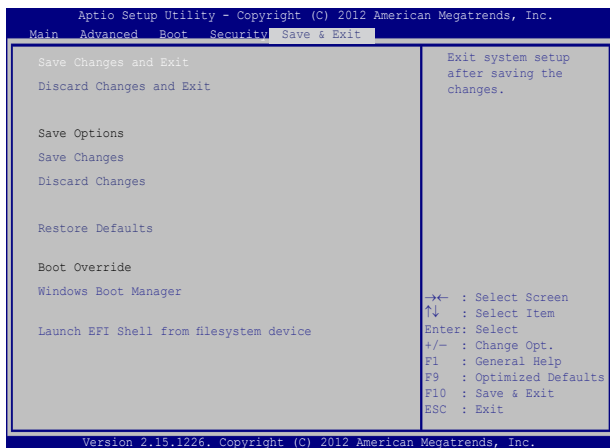 Aptio Setup Utility - Copyright (C) 2012 American Megatrends, Inc.
Main Advanced Boot Security Save & Exit
Save Changes and Exit
Discard Changes and Exit
Save Options
Save Changes
Discard Changes
Restore Defaults
Boot Override
Windows Boot Manager
Launch EFI Shell from filesystem device
Exit system setup
after saving the
changes.
→← : Select Screen
↑↓ : Select Item
Enter: Select
+/— : Change Opt.
F1 : General Help
F9 : Optimized Defaults
F10 : Save & Exit
ESC : Exit
Version 2.15.1226. Copyright (C) 2012 American Megatrends, Inc.